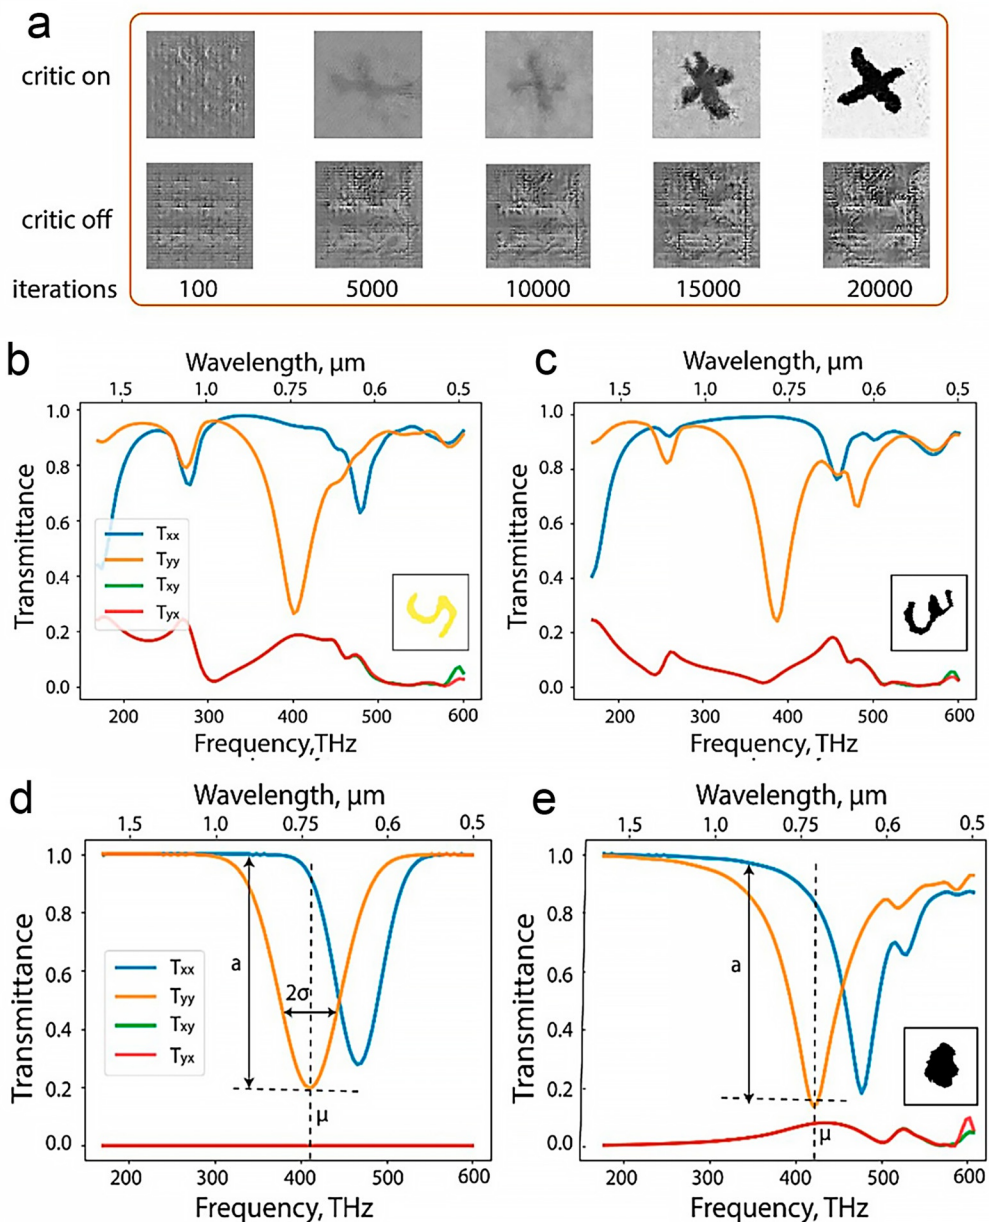 a
critic on
critic off
iterations 100 5000 10000 15000 20000
b
Wavelength, μm
1.5 1.0 0.75 0.6 0.5
Transmittance
1.0
0.8
0.6
0.4
0.2
0.0
Txx
Tyy
Txy
Tyx
200 300 400 500 600
Frequency,THz
c
Wavelength, μm
1.5 1.0 0.75 0.6 0.5
Transmittance
1.0
0.8
0.6
0.4
0.2
0.0
200 300 400 500 600
Frequency, THz
d
Wavelength, μm
1.5 1.0 0.75 0.6 0.5
Transmittance
1.0
0.8
0.6
0.4
0.2
0.0
a
2σ
μ
Txx
Tyy
Txy
Tyx
200 300 400 500 600
Frequency, THz
e
Wavelength, μm
1.5 1.0 0.75 0.6 0.5
Transmittance
1.0
0.8
0.6
0.4
0.2
0.0
a
μ
200 300 400 500 600
Frequency, THz